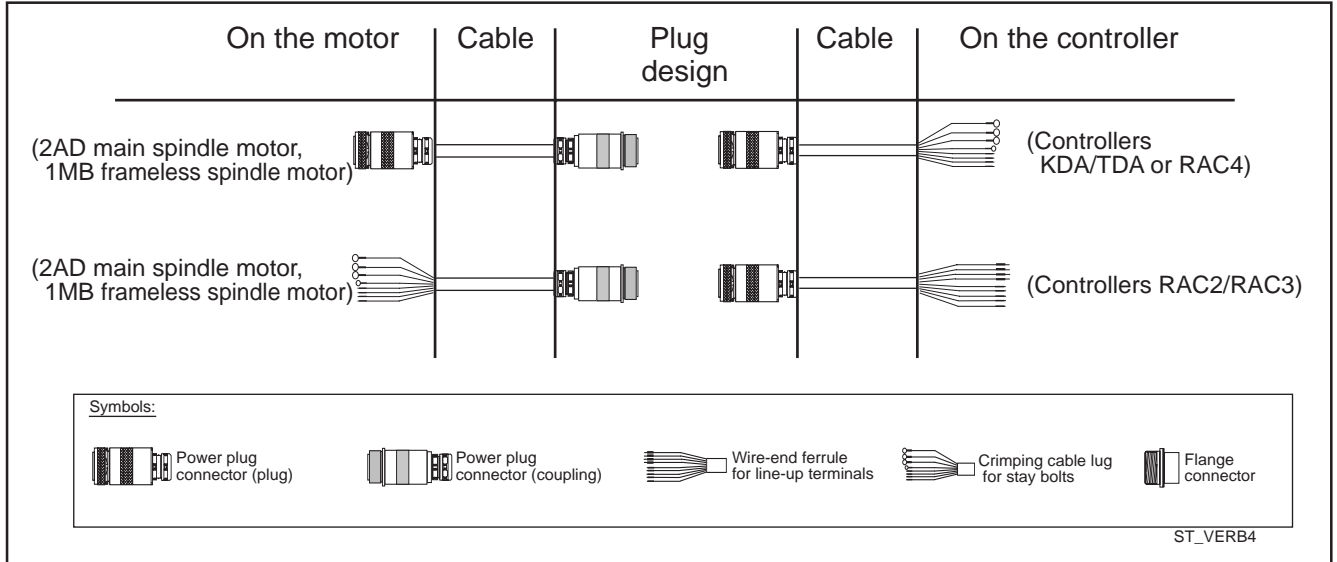 On the motor
Cable
Plug
design
Cable
On the controller
(2AD main spindle motor,
1MB frameless spindle motor)
(Controllers
KDA/TDA or RAC4)
(2AD main spindle motor,
1MB frameless spindle motor)
(Controllers RAC2/RAC3)
Symbols:
Power plug
connector (plug)
Power plug
connector (coupling)
Wire-end ferrule
for line-up terminals
Crimping cable lug
for stay bolts
Flange
connector
ST_VERB4